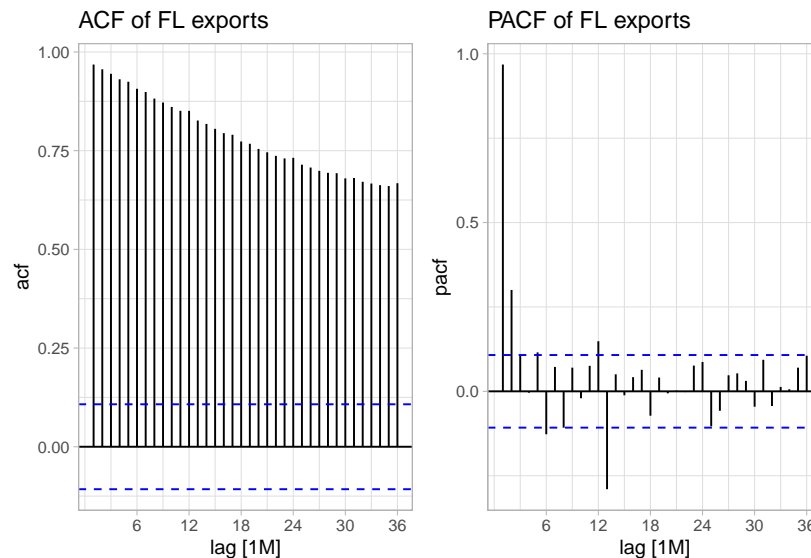 ACF of FL exports
1.00
0.75
0.50
0.25
0.00
acf
6 12 18 24 30 36
lag [1M]
PACF of FL exports
1.0
0.5
0.0
pacf
6 12 18 24 30 36
lag [1M]